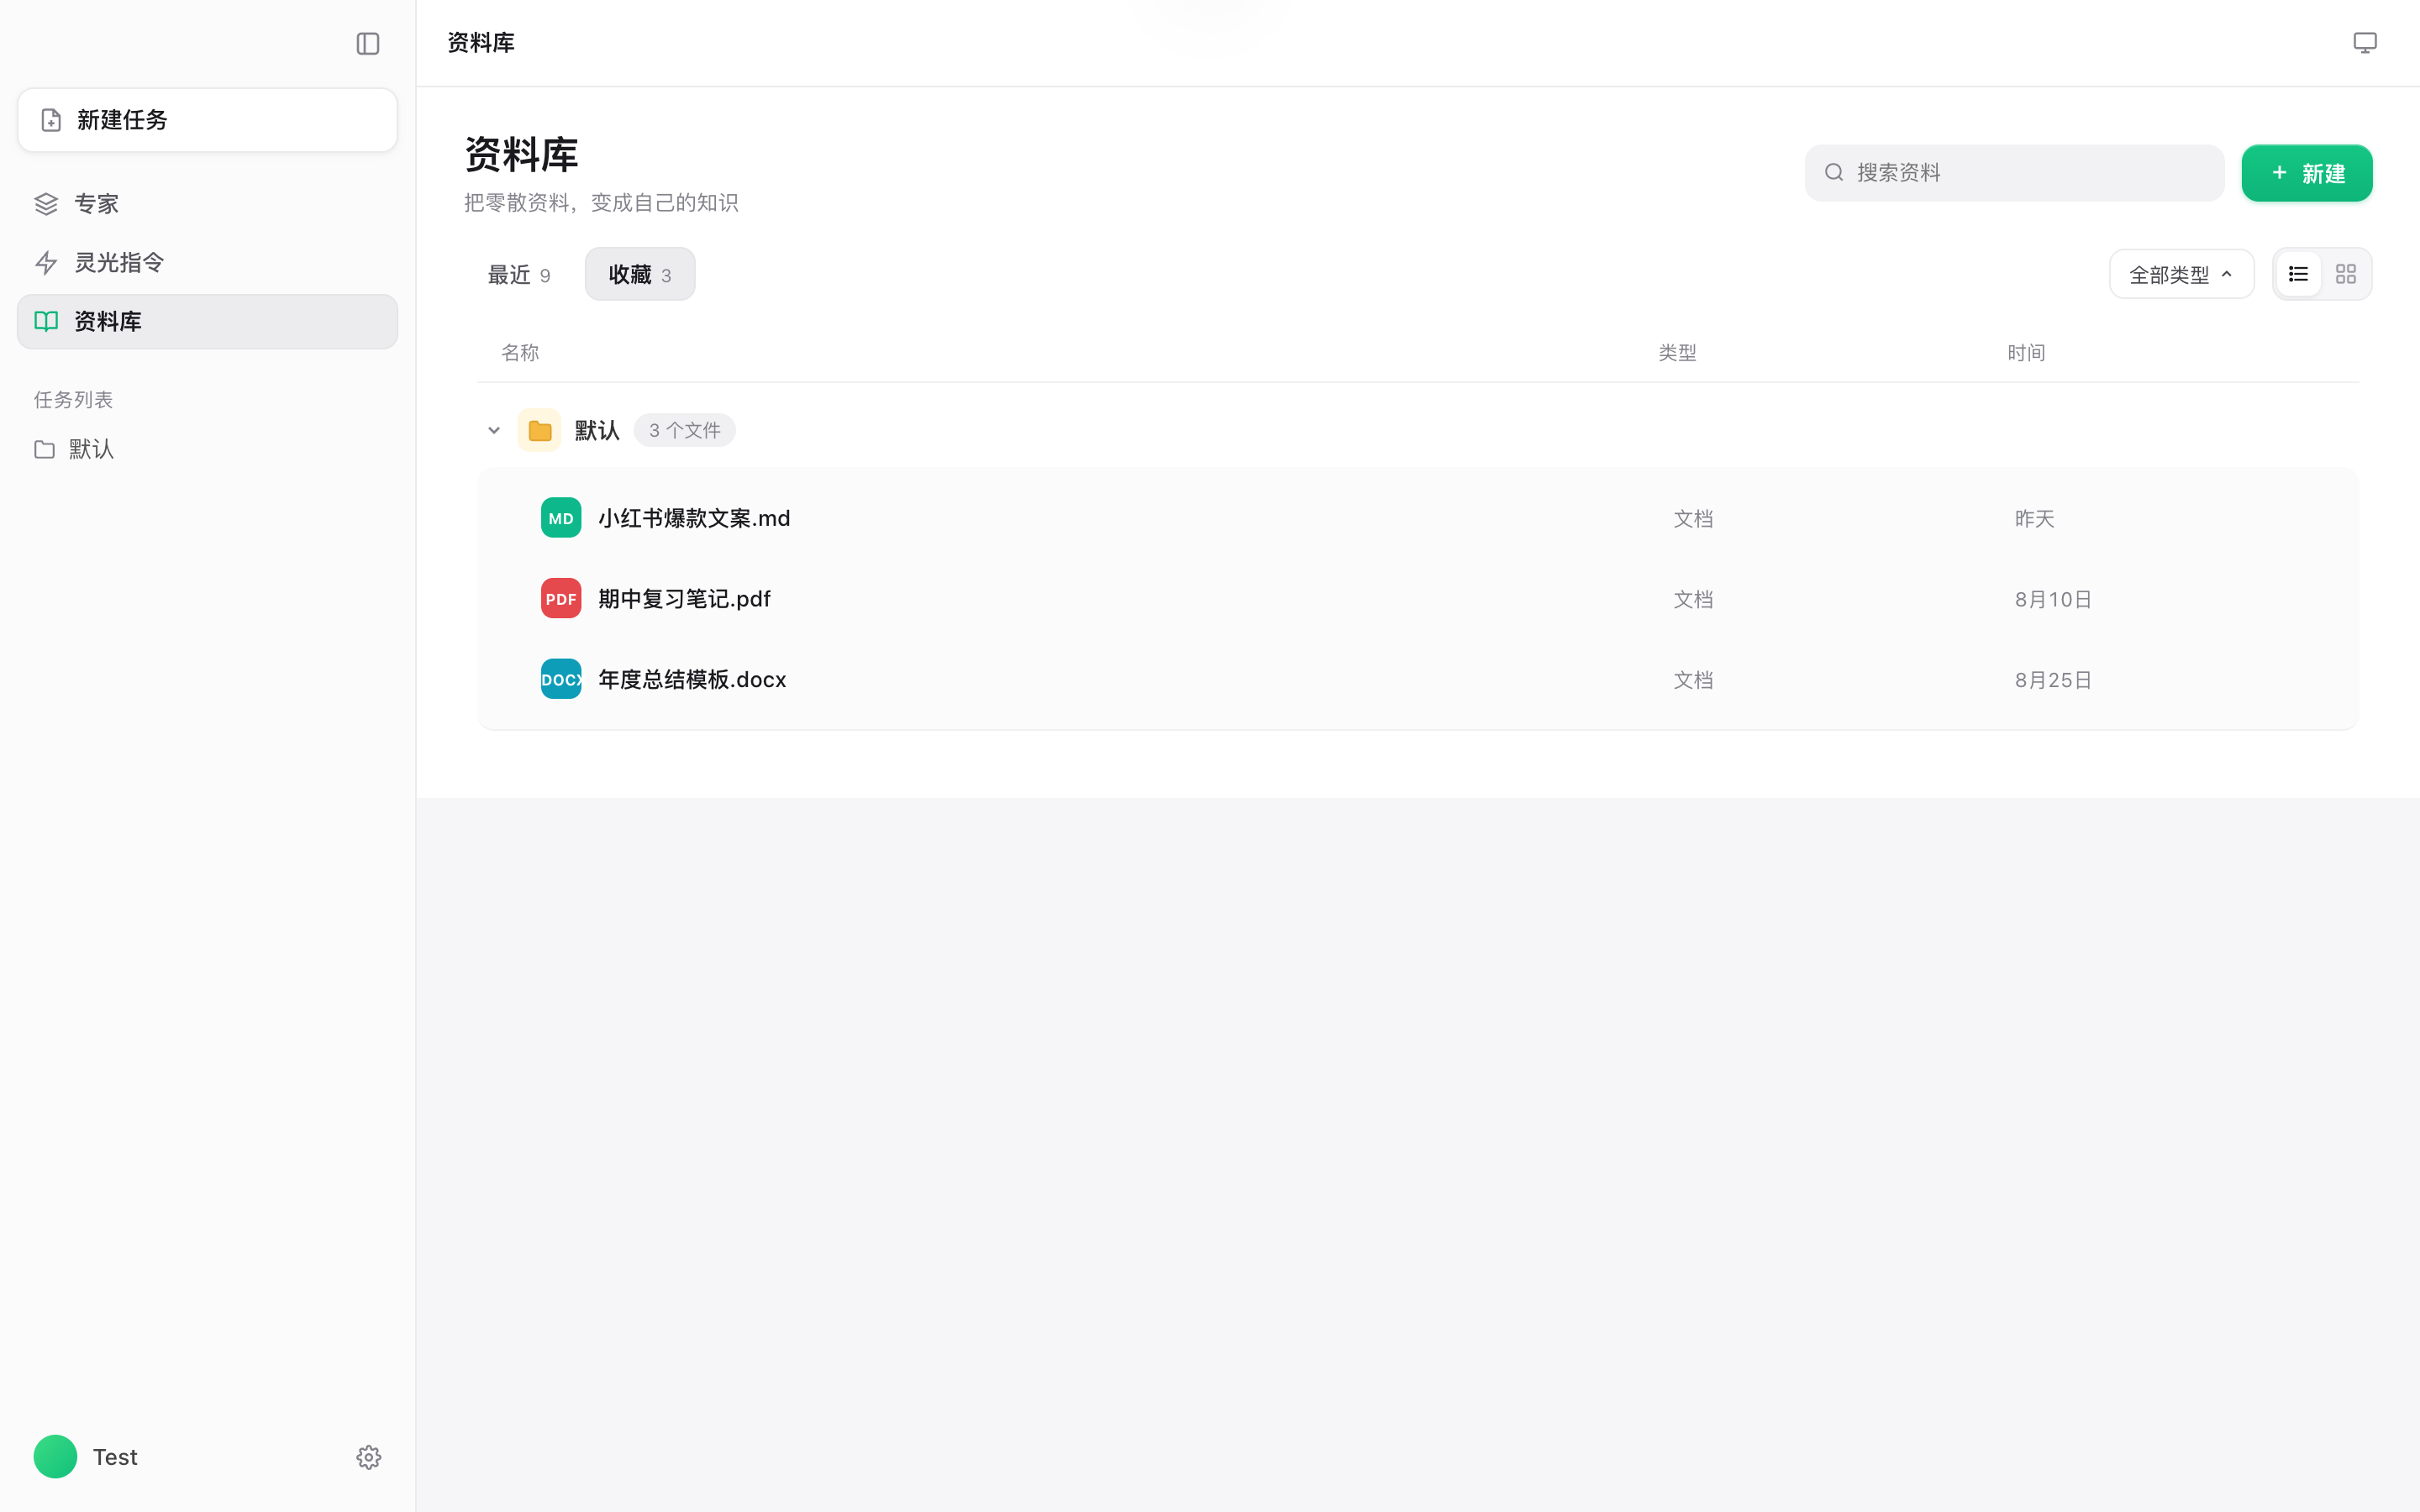 资料库
新建任务
专家
灵光指令
资料库
任务列表
默认
Test
资料库
把零散资料，变成自己的知识
搜索资料
+ 新建
最近 9
收藏 3
全部类型
名称 类型 时间
默认 3 个文件
MD 小红书爆款文案.md 文档 昨天
PDF 期中复习笔记.pdf 文档 8月10日
DOCX 年度总结模板.docx 文档 8月25日